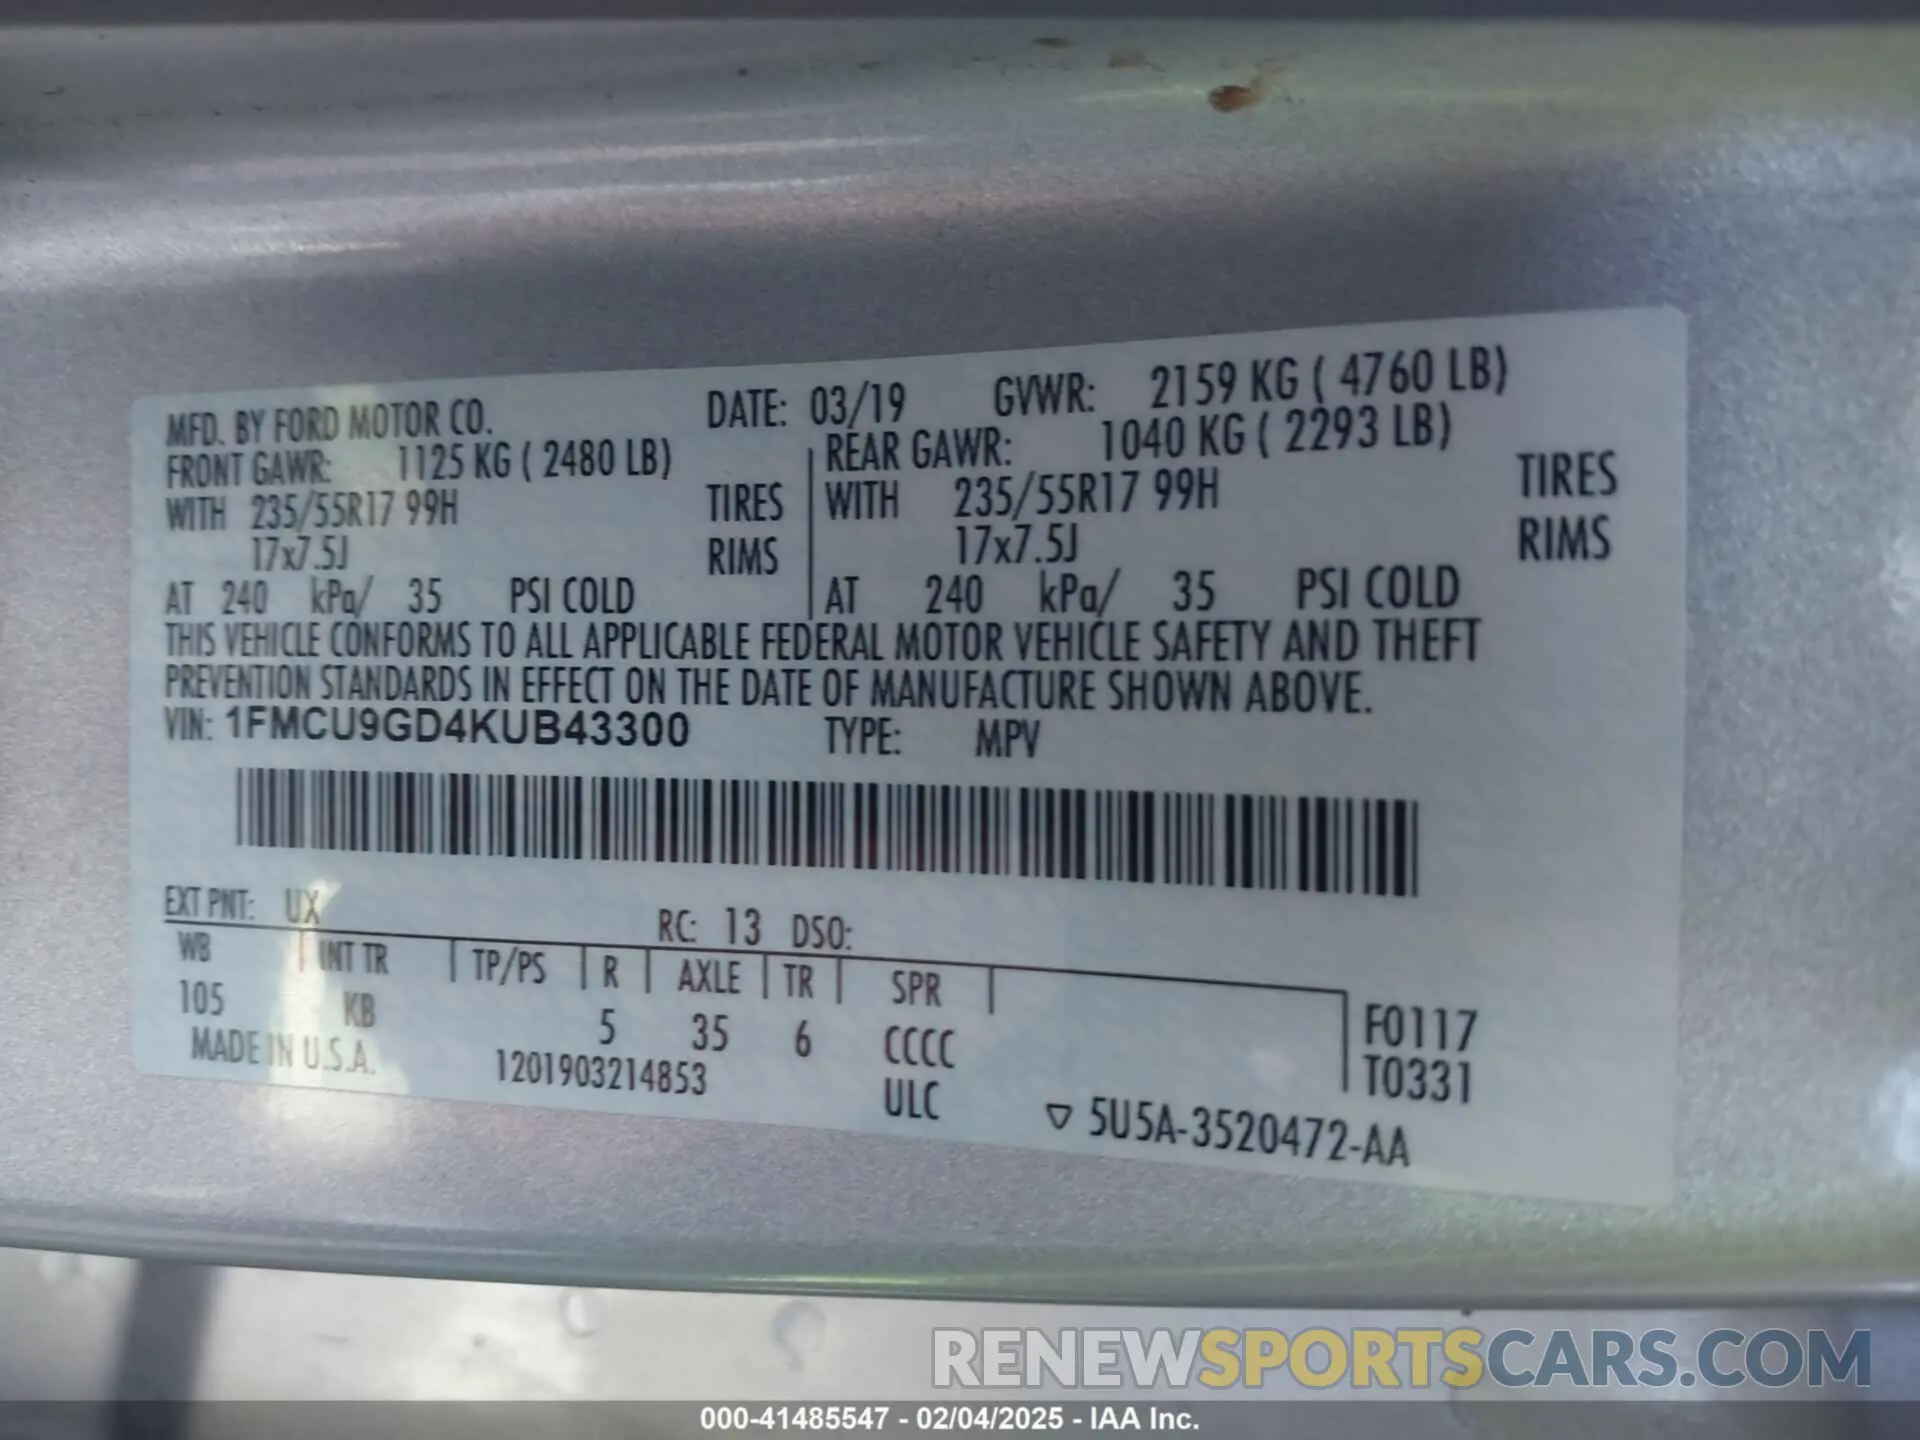 MFD. BY FORD MOTOR CO. DATE: 03/19 GVWR: 2159 KG ( 4760 LB)
FRONT GAWR: 1125 KG ( 2480 LB) REAR GAWR: 1040 KG ( 2293 LB)
WITH 235/55R17 99H TIRES WITH 235/55R17 99H TIRES
17x7.5J RIMS 17x7.5J RIMS
AT 240 kPa/ 35 PSI COLD AT 240 kPa/ 35 PSI COLD
THIS VEHICLE CONFORMS TO ALL APPLICABLE FEDERAL MOTOR VEHICLE SAFETY AND THEFT
PREVENTION STANDARDS IN EFFECT ON THE DATE OF MANUFACTURE SHOWN ABOVE.
VIN: 1FMCU9GD4KUB43300 TYPE: MPV
EXT PNT: UX RC: 13 DSO:
WB INT TR TP/PS R AXLE TR SPR
105 KB 5 35 6 CCCC F0117
MADE IN U.S.A. 1201903214853 ULC T0331
▽ 5U5A-3520472-AA
RENEWSPORTSCARS.COM
000-41485547 - 02/04/2025 - IAA Inc.